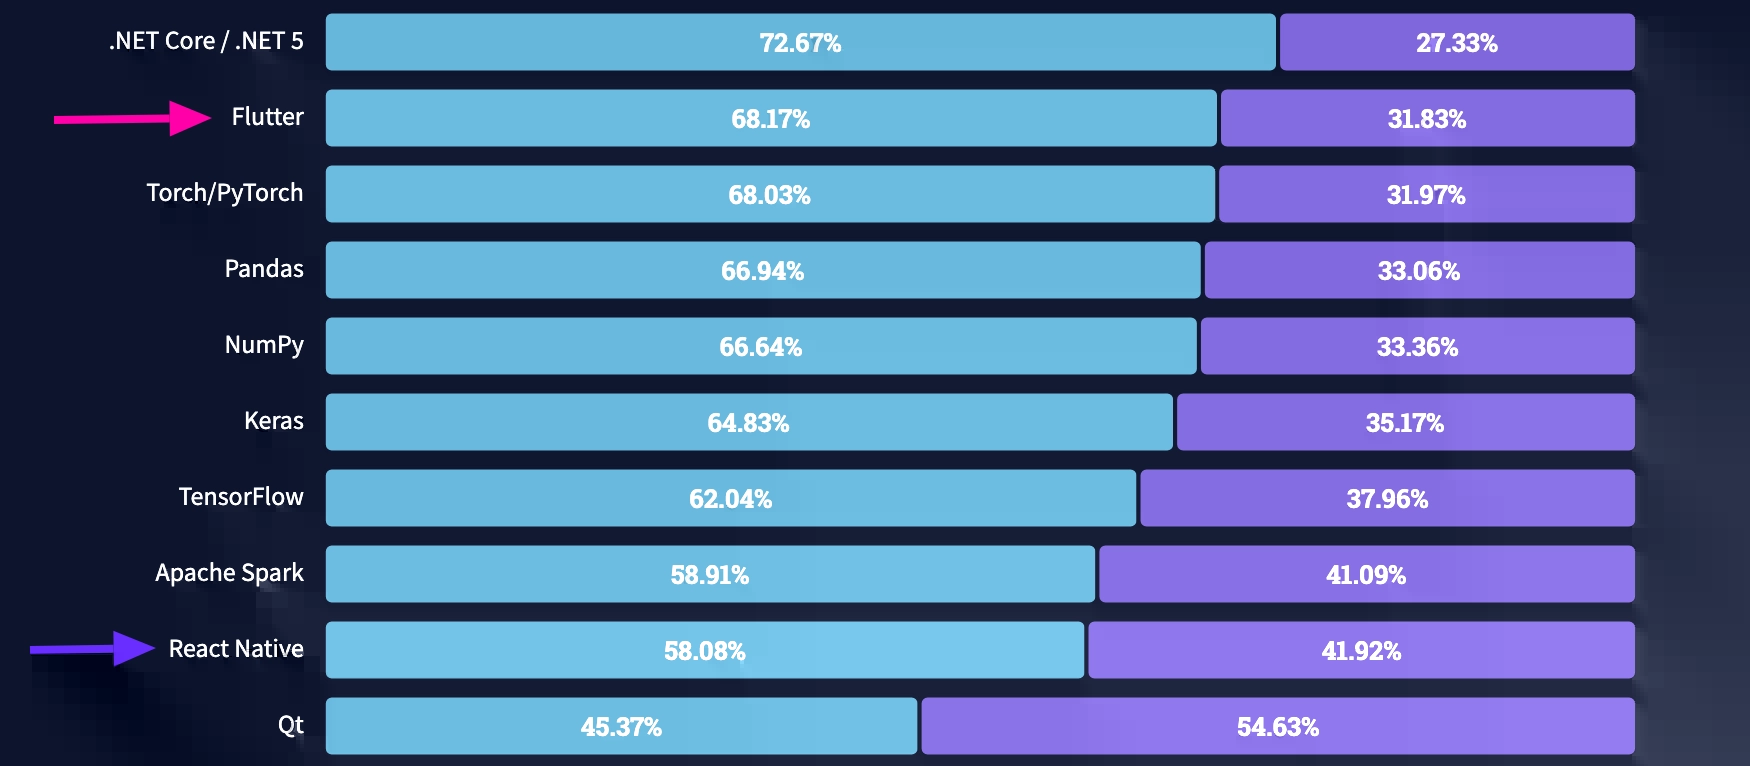 .NET Core / .NET 5 72.67% 27.33%
Flutter 68.17% 31.83%
Torch/PyTorch 68.03% 31.97%
Pandas 66.94% 33.06%
NumPy 66.64% 33.36%
Keras 64.83% 35.17%
TensorFlow 62.04% 37.96%
Apache Spark 58.91% 41.09%
React Native 58.08% 41.92%
Qt 45.37% 54.63%